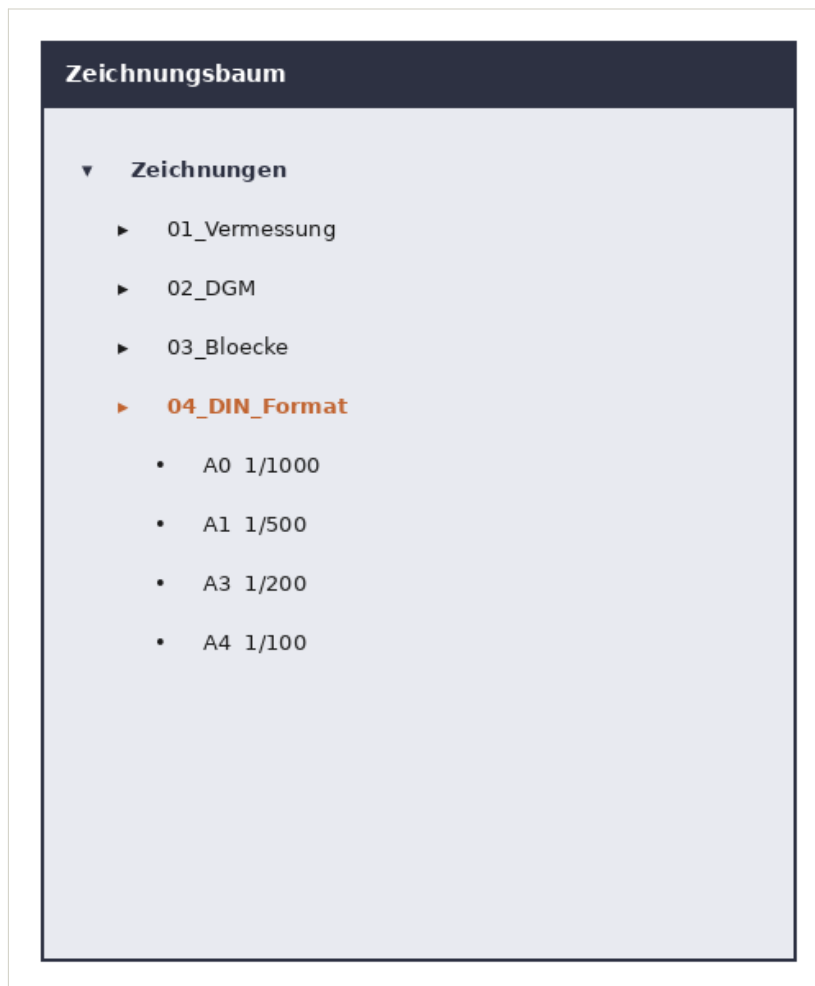 Zeichnungsbaum
▾ Zeichnungen
▸ 01_Vermessung
▸ 02_DGM
▸ 03_Bloecke
▸ 04_DIN_Format
• A0 1/1000
• A1 1/500
• A3 1/200
• A4 1/100